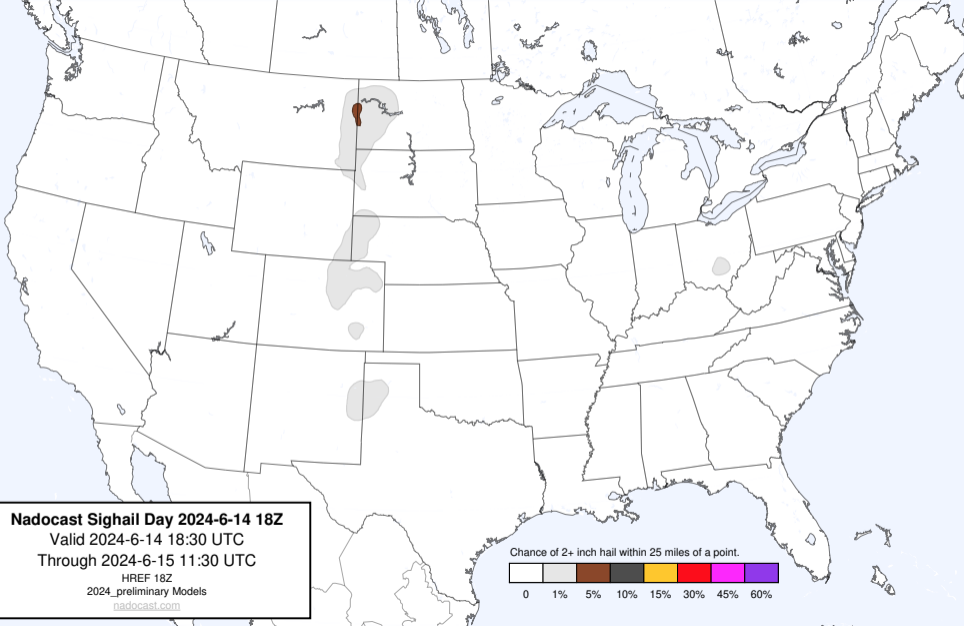 Nadocast Sighail Day 2024-6-14 18Z
Valid 2024-6-14 18:30 UTC
Through 2024-6-15 11:30 UTC
HREF 18Z
2024_preliminary Models
nadocast.com
Chance of 2+ inch hail within 25 miles of a point.
0 1% 5% 10% 15% 30% 45% 60%